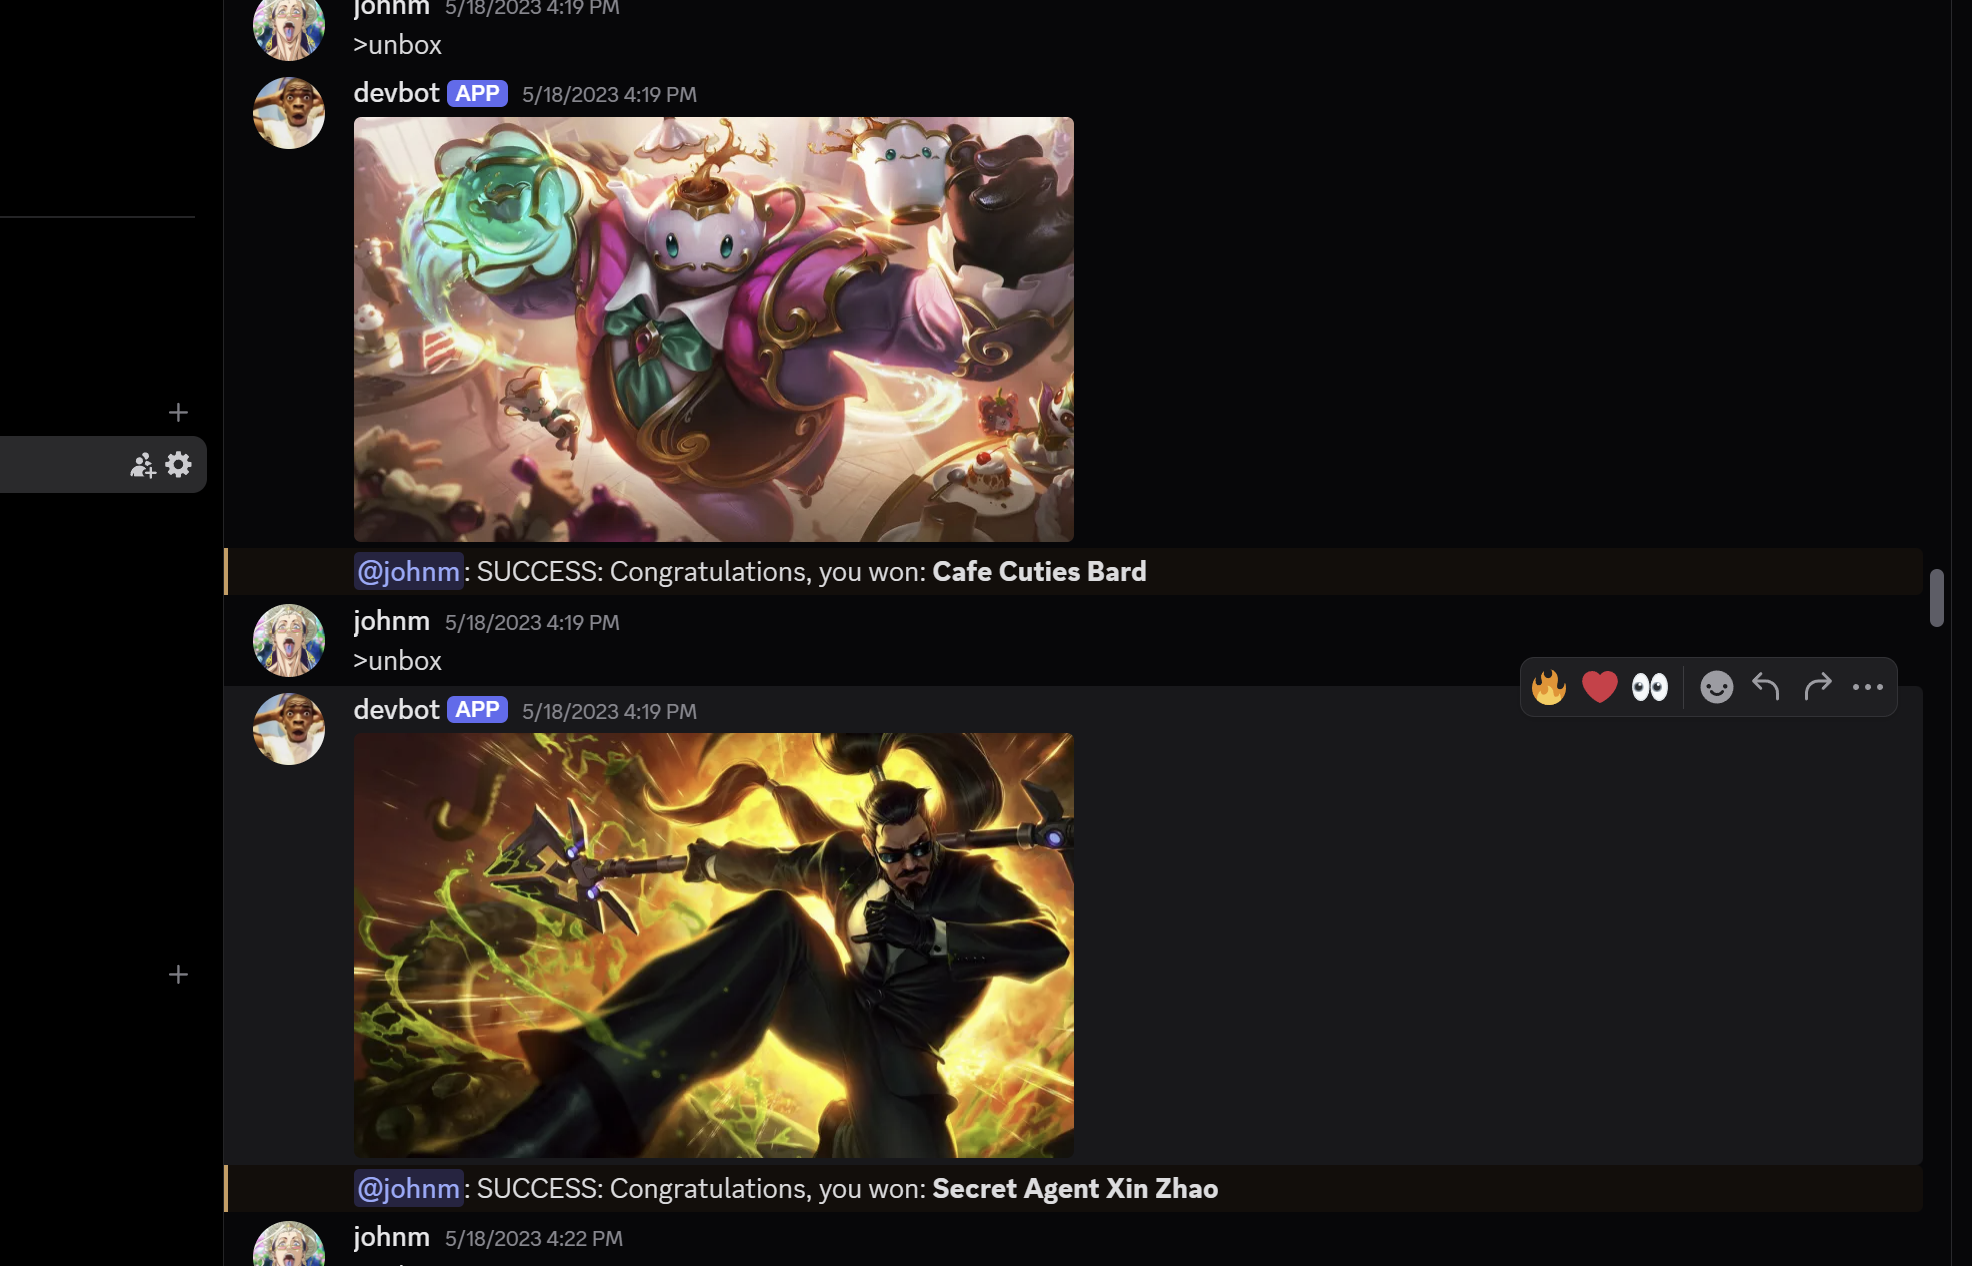 johnm 5/18/2023 4:19 PM
>unbox
devbot APP 5/18/2023 4:19 PM
@johnm: SUCCESS: Congratulations, you won: Cafe Cuties Bard
johnm 5/18/2023 4:19 PM
>unbox
devbot APP 5/18/2023 4:19 PM
@johnm: SUCCESS: Congratulations, you won: Secret Agent Xin Zhao
johnm 5/18/2023 4:22 PM